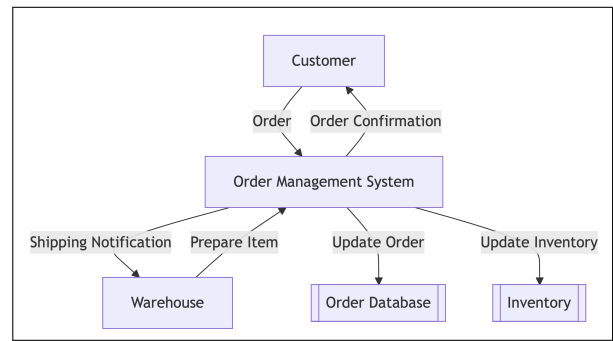 Customer
Order
Order Confirmation
Order Management System
Shipping Notification
Prepare Item
Update Order
Update Inventory
Warehouse
Order Database
Inventory